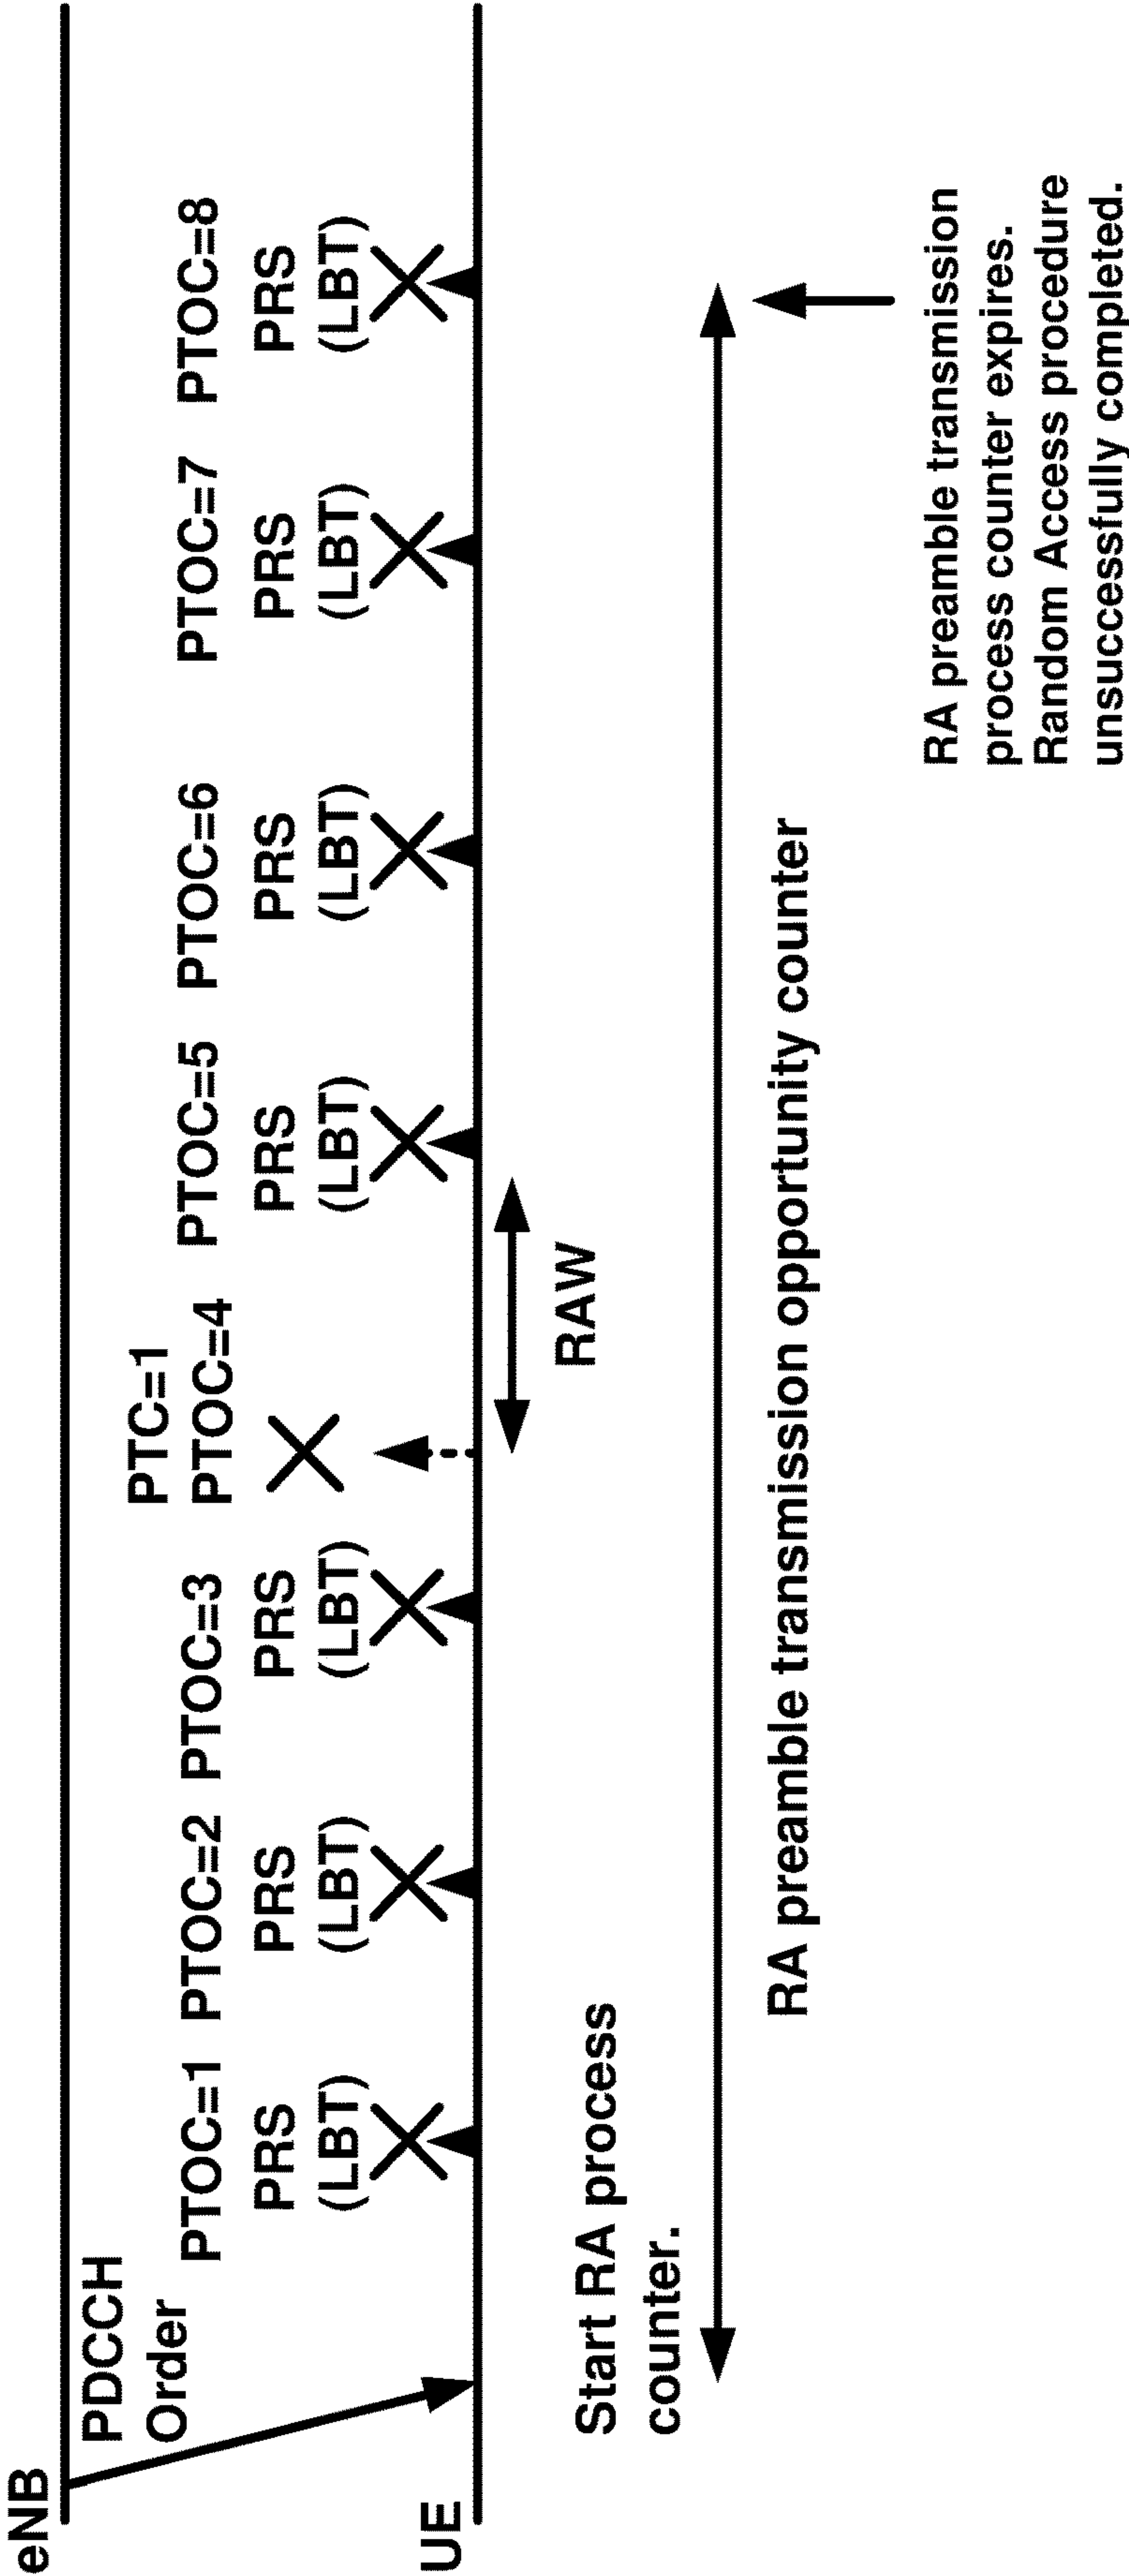 eNB
PDCCH
Order
PTOC=1
PRS
(LBT)
PTOC=2
PRS
(LBT)
PTOC=3
PRS
(LBT)
PTC=1
PTOC=4
PTOC=5
PRS
(LBT)
PTOC=6
PRS
(LBT)
PTOC=7
PRS
(LBT)
PTOC=8
PRS
(LBT)
UE
RAW
Start RA process
counter.
RA preamble transmission opportunity counter
RA preamble transmission
process counter expires.
Random Access procedure
unsuccessfully completed.